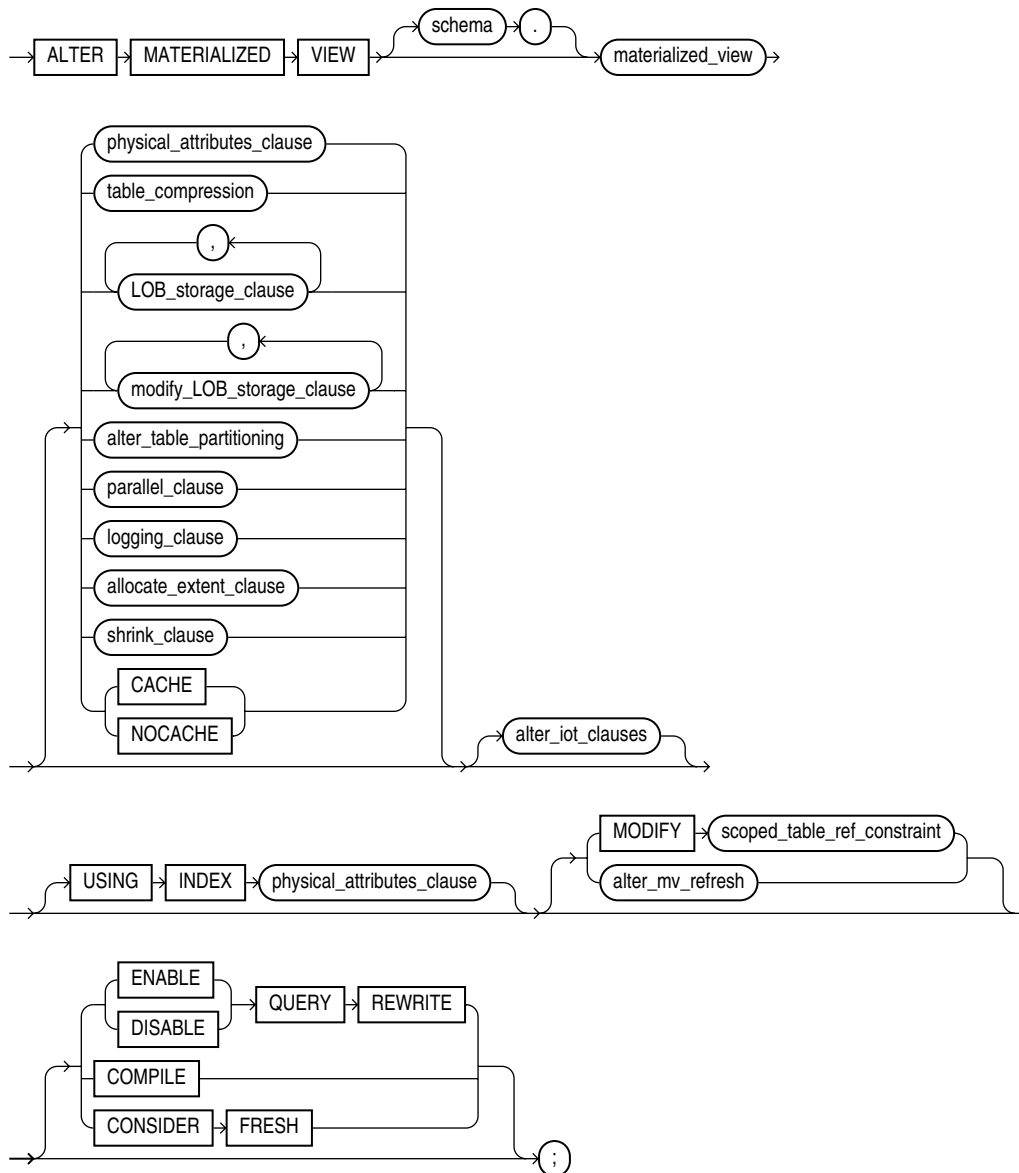 schema .
ALTER MATERIALIZED VIEW materialized_view
physical_attributes_clause
table_compression
,
LOB_storage_clause
,
modify_LOB_storage_clause
alter_table_partitioning
parallel_clause
logging_clause
allocate_extent_clause
shrink_clause
CACHE
NOCACHE
alter_iot_clauses
MODIFY scoped_table_ref_constraint
USING INDEX physical_attributes_clause
alter_mv_refresh
ENABLE
QUERY REWRITE
DISABLE
COMPILE
CONSIDER FRESH
;